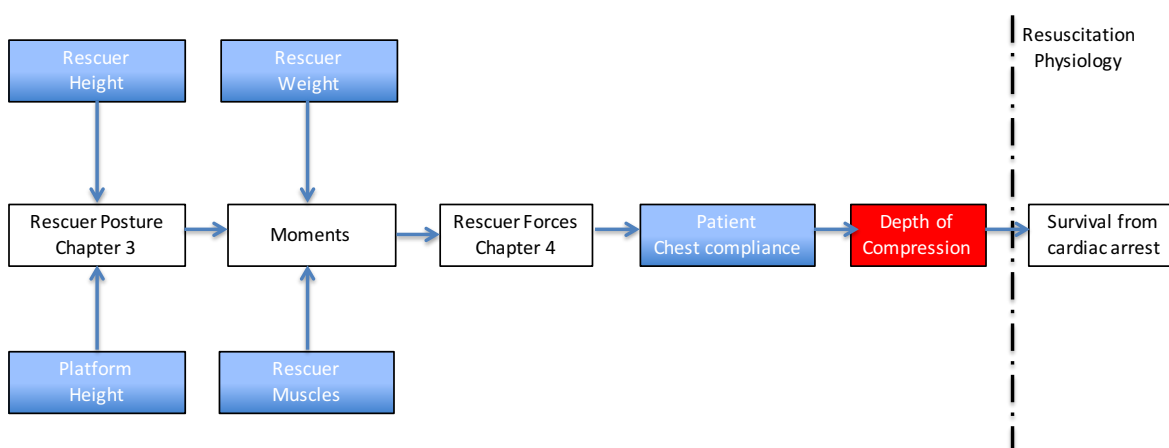 Resuscitation
Physiology
Rescuer
Height
Rescuer
Weight
Rescuer Posture
Chapter 3
Moments
Rescuer Forces
Chapter 4
Patient
Chest compliance
Depth of
Compression
Survival from
cardiac arrest
Platform
Height
Rescuer
Muscles